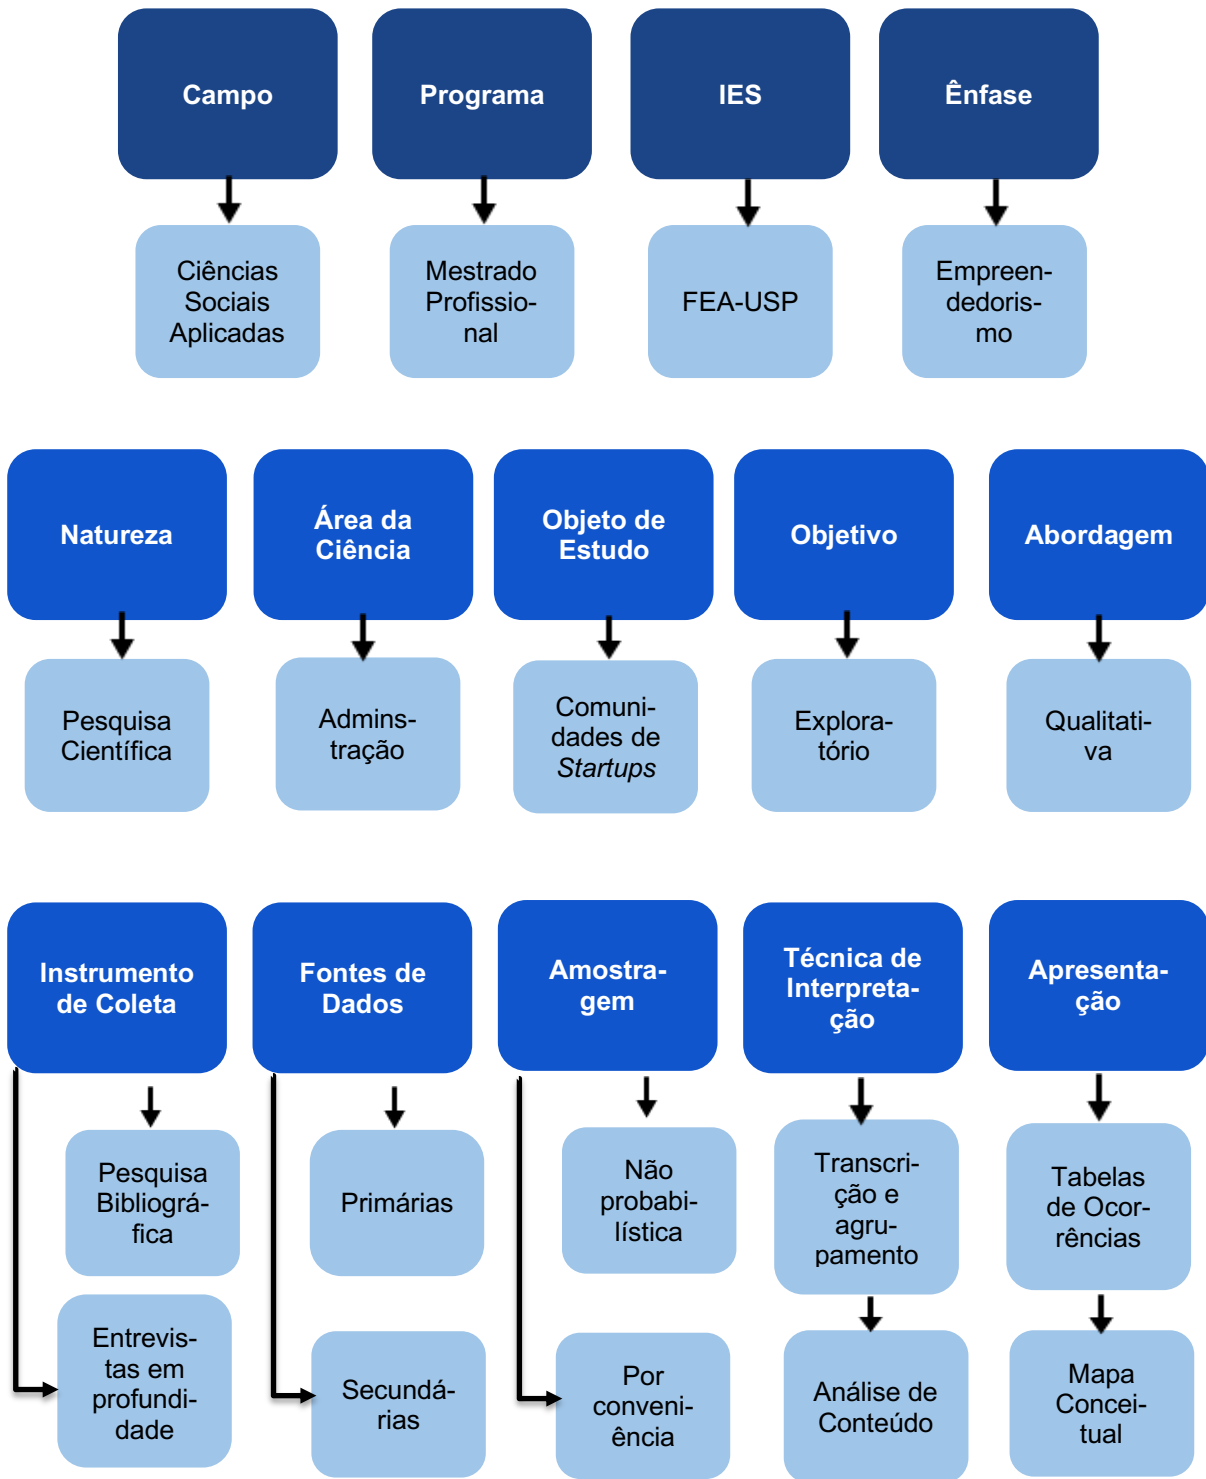 Campo
Programa
IES
Ênfase
Ciências
Sociais
Aplicadas
Mestrado
Profissio-
nal
FEA-USP
Empreen-
dedoris-
mo
Natureza
Área da
Ciência
Objeto de
Estudo
Objetivo
Abordagem
Pesquisa
Científica
Admins-
tração
Comuni-
dades de
Startups
Explora-
tório
Qualitati-
va
Instrumento
de Coleta
Fontes de
Dados
Amostra-
gem
Técnica de
Interpreta-
ção
Apresenta-
ção
Pesquisa
Bibliográ-
fica
Primárias
Não
probabi-
lística
Transcri-
ção e
agru-
pamento
Tabelas
de Ocor-
rências
Entrevis-
tas em
profundi-
dade
Secundá-
rias
Por
conveni-
ência
Análise de
Conteúdo
Mapa
Concei-
tual